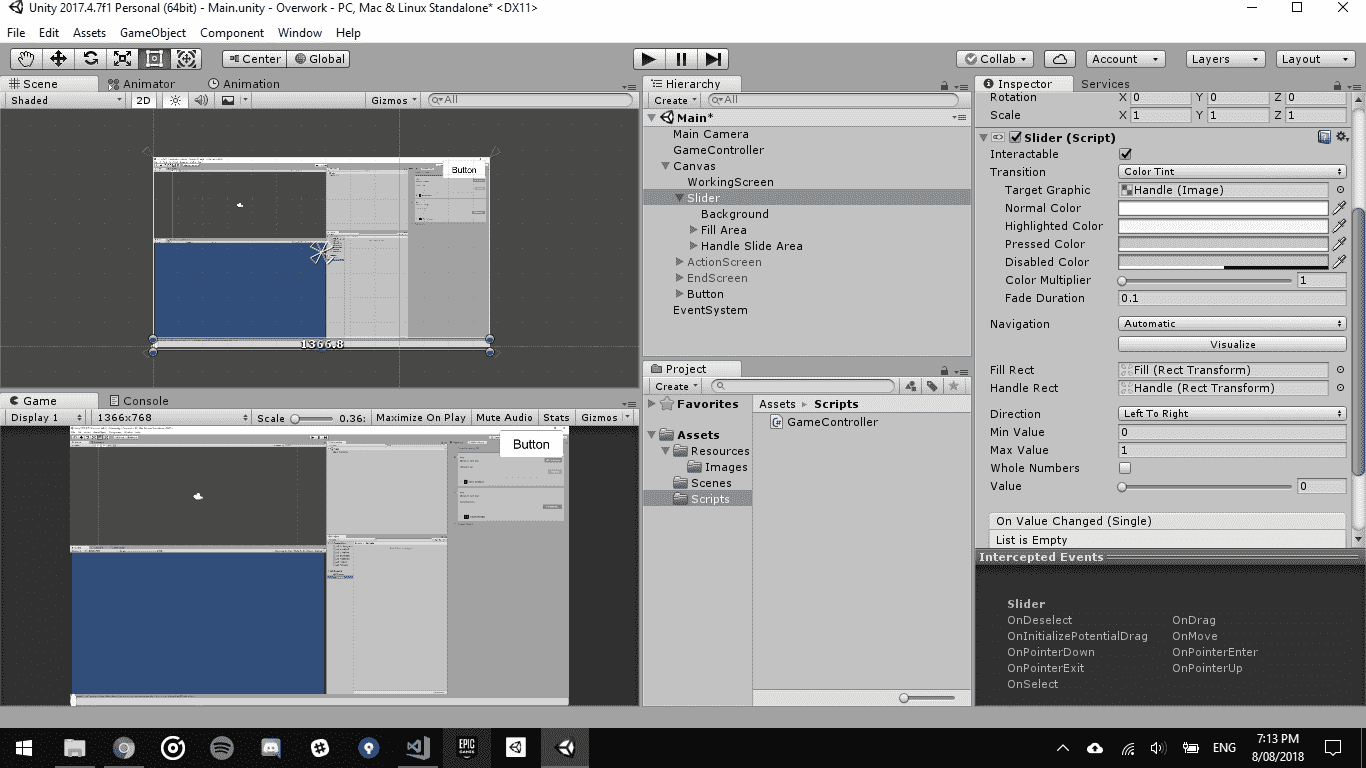 Unity 2017.4.7f1 Personal (64bit) - Main.unity - Overwork - PC, Mac & Linux Standalone* <DX11>
File Edit Assets GameObject Component Window Help
Center Global
Collab Account Layers Layout
Scene Animator Animation
Shaded 2D Gizmos All
Button
1366.8
Game Console
Display 1 1366x768 Scale 0.36: Maximize On Play Mute Audio Stats Gizmos
Button
Hierarchy
Create All
Main*
Main Camera
GameController
Canvas
WorkingScreen
Slider
Background
Fill Area
Handle Slide Area
ActionScreen
EndScreen
Button
EventSystem
Project
Create
Favorites
Assets
Resources
Images
Scenes
Scripts
Assets Scripts
GameController
Inspector Services
Rotation X 0 Y 0 Z 0
Scale X 1 Y 1 Z 1
Slider (Script)
Interactable
Transition Color Tint
Target Graphic Handle (Image)
Normal Color
Highlighted Color
Pressed Color
Disabled Color
Color Multiplier 1
Fade Duration 0.1
Navigation Automatic
Visualize
Fill Rect Fill (Rect Transform)
Handle Rect Handle (Rect Transform)
Direction Left To Right
Min Value 0
Max Value 1
Whole Numbers
Value 0
On Value Changed (Single)
List is Empty
Intercepted Events
Slider
OnDeselect OnDrag
OnInitializePotentialDrag OnMove
OnPointerDown OnPointerEnter
OnPointerExit OnPointerUp
OnSelect
EPIC GAMES
ENG
7:13 PM
8/08/2018